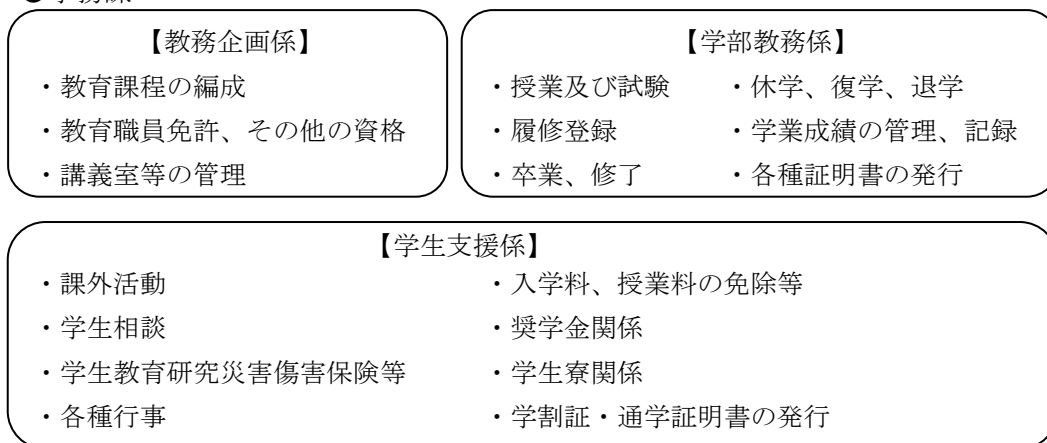 【教務企画係】
・教育課程の編成
・教育職員免許、その他の資格
・講義室等の管理
【学部教務係】
・授業及び試験 ・休学、復学、退学
・履修登録 ・学業成績の管理、記録
・卒業、修了 ・各種証明書の発行
【学生支援係】
・課外活動 ・入学料、授業料の免除等
・学生相談 ・奨学金関係
・学生教育研究災害傷害保険等 ・学生寮関係
・各種行事 ・学割証・通学証明書の発行